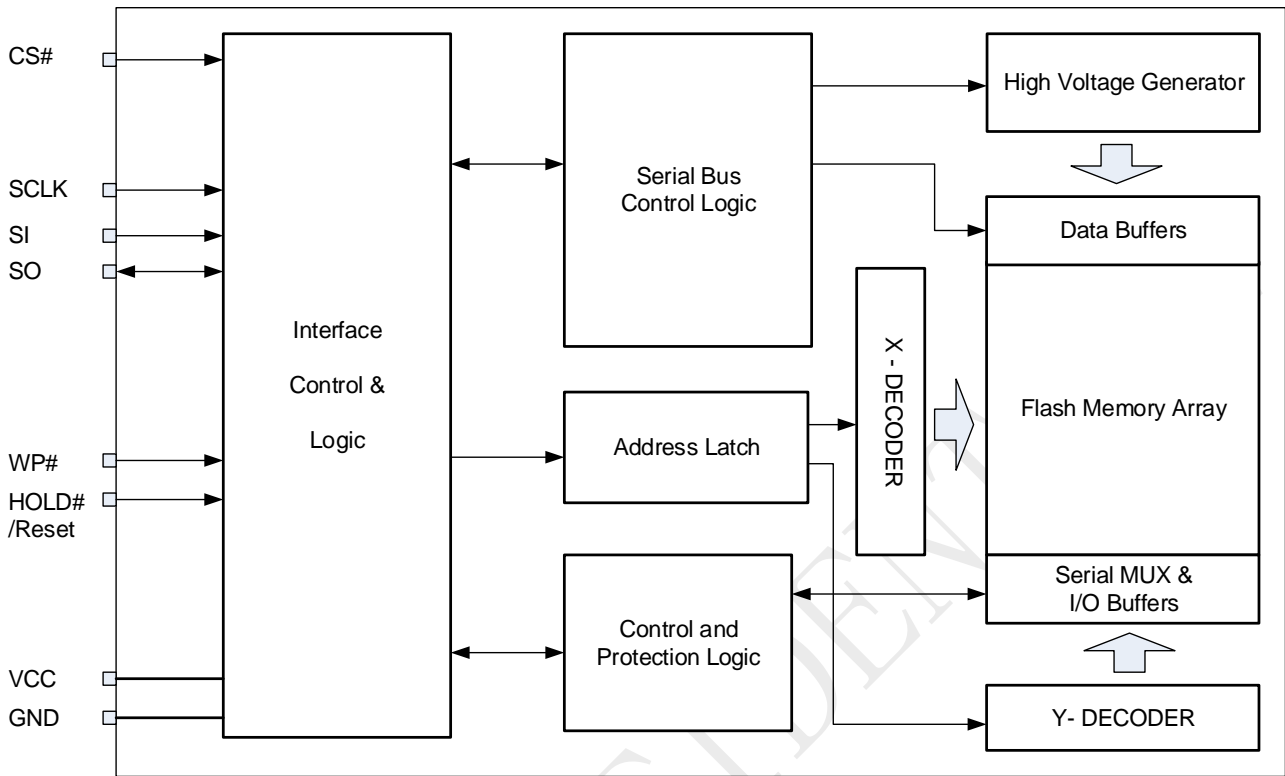 CS#
SCLK
SI
SO
WP#
HOLD#
/Reset
VCC
GND
Interface
Control &
Logic
Serial Bus
Control Logic
Address Latch
Control and
Protection Logic
X - DECODER
High Voltage Generator
Data Buffers
Flash Memory Array
Serial MUX &
I/O Buffers
Y- DECODER